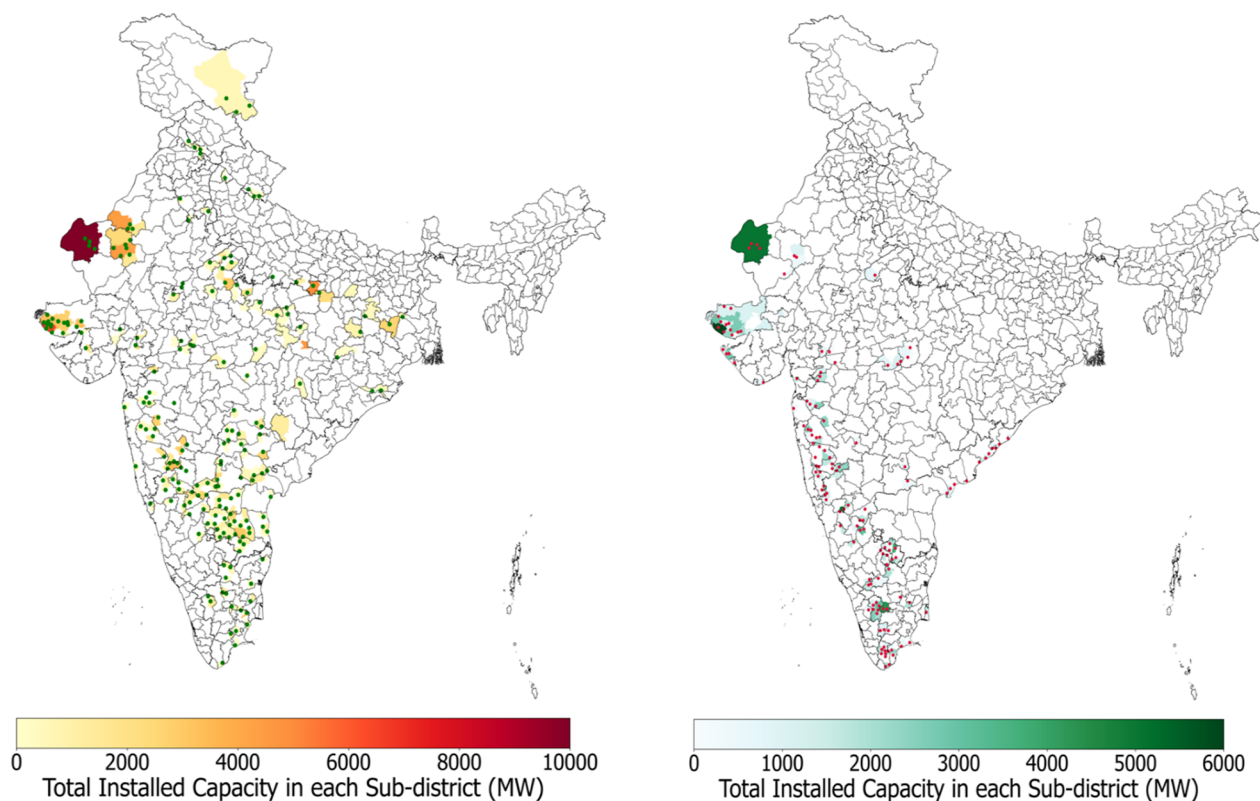 0 2000 4000 6000 8000 10000
Total Installed Capacity in each Sub-district (MW)
0 1000 2000 3000 4000 5000 6000
Total Installed Capacity in each Sub-district (MW)